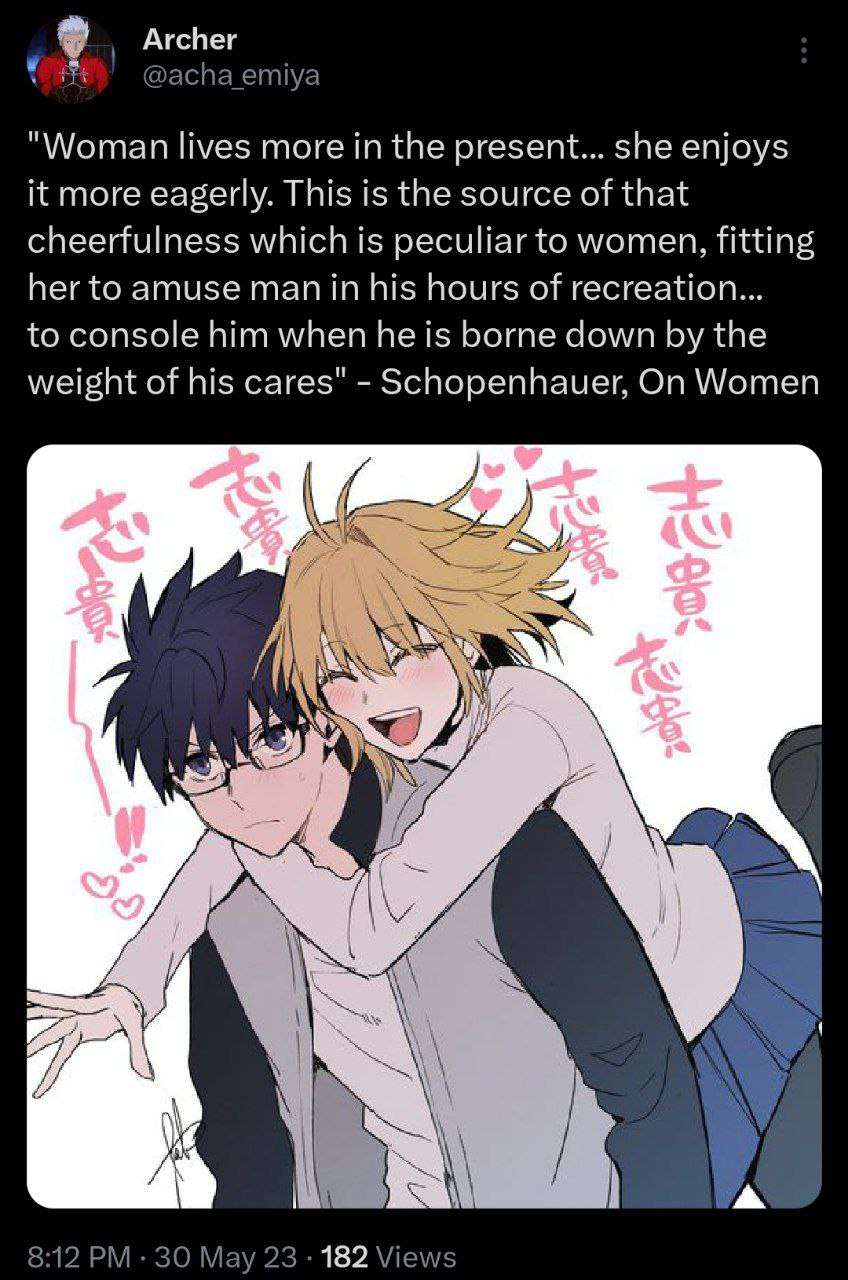 Archer
@acha_emiya
"Woman lives more in the present... she enjoys
it more eagerly. This is the source of that
cheerfulness which is peculiar to women, fitting
her to amuse man in his hours of recreation...
to console him when he is borne down by the
weight of his cares" - Schopenhauer, On Women
志貴
志貴
志貴
志貴
志貴
!!
8:12 PM · 30 May 23 · 182 Views